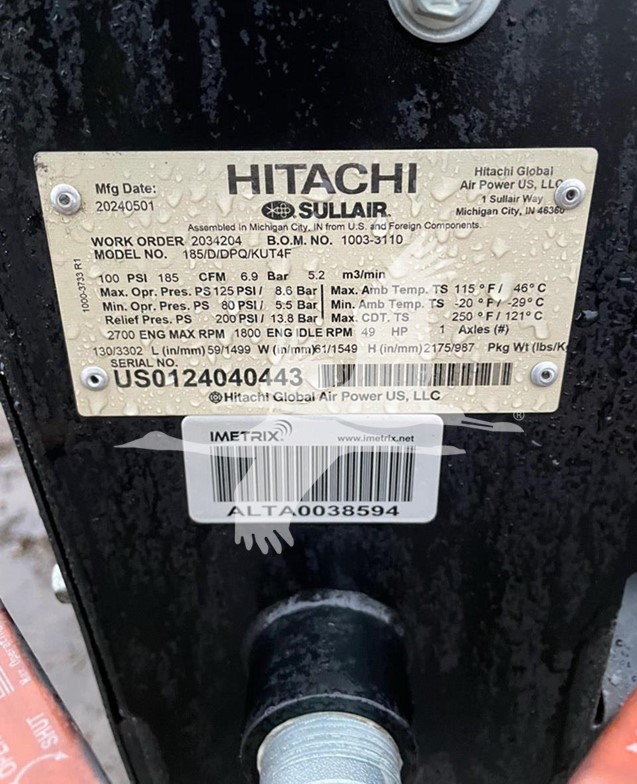 Mfg Date:
20240501
HITACHI
SULLAIR
Hitachi Global
Air Power US, LLC
1 Sullair Way
Michigan City, IN 46360
Assembled in Michigan City, IN from U.S. and Foreign Components.
WORK ORDER 2034204 B.O.M. NO. 1003-3110
MODEL NO. 185/D/DPQ/KUT4F
1000-3733 R1
100 PSI 185 CFM 6.9 Bar 5.2 m3/min
Max. Opr. Pres. PS 125 PSI / 8.6 Bar Max. Amb Temp. TS 115 °F / 46°C
Min. Opr. Pres. PS 80 PSI / 5.5 Bar Min. Amb Temp. TS -20 °F / -29°C
Relief Pres. PS 200 PSI / 13.8 Bar Max. CDT. TS 250 °F / 121°C
2700 ENG MAX RPM 1800 ENG IDLE RPM 49 HP 1 Axles (#)
130/3302 L (in/mm) 59/1499 W (in/mm) 61/1549 H (in/mm) 2175/987 Pkg Wt (lbs/K
SERIAL NO.
US0124040443
Hitachi Global Air Power US, LLC
®
IMETRIX
www.imetrix.net
ALTA0038594
SHUT
OPEN